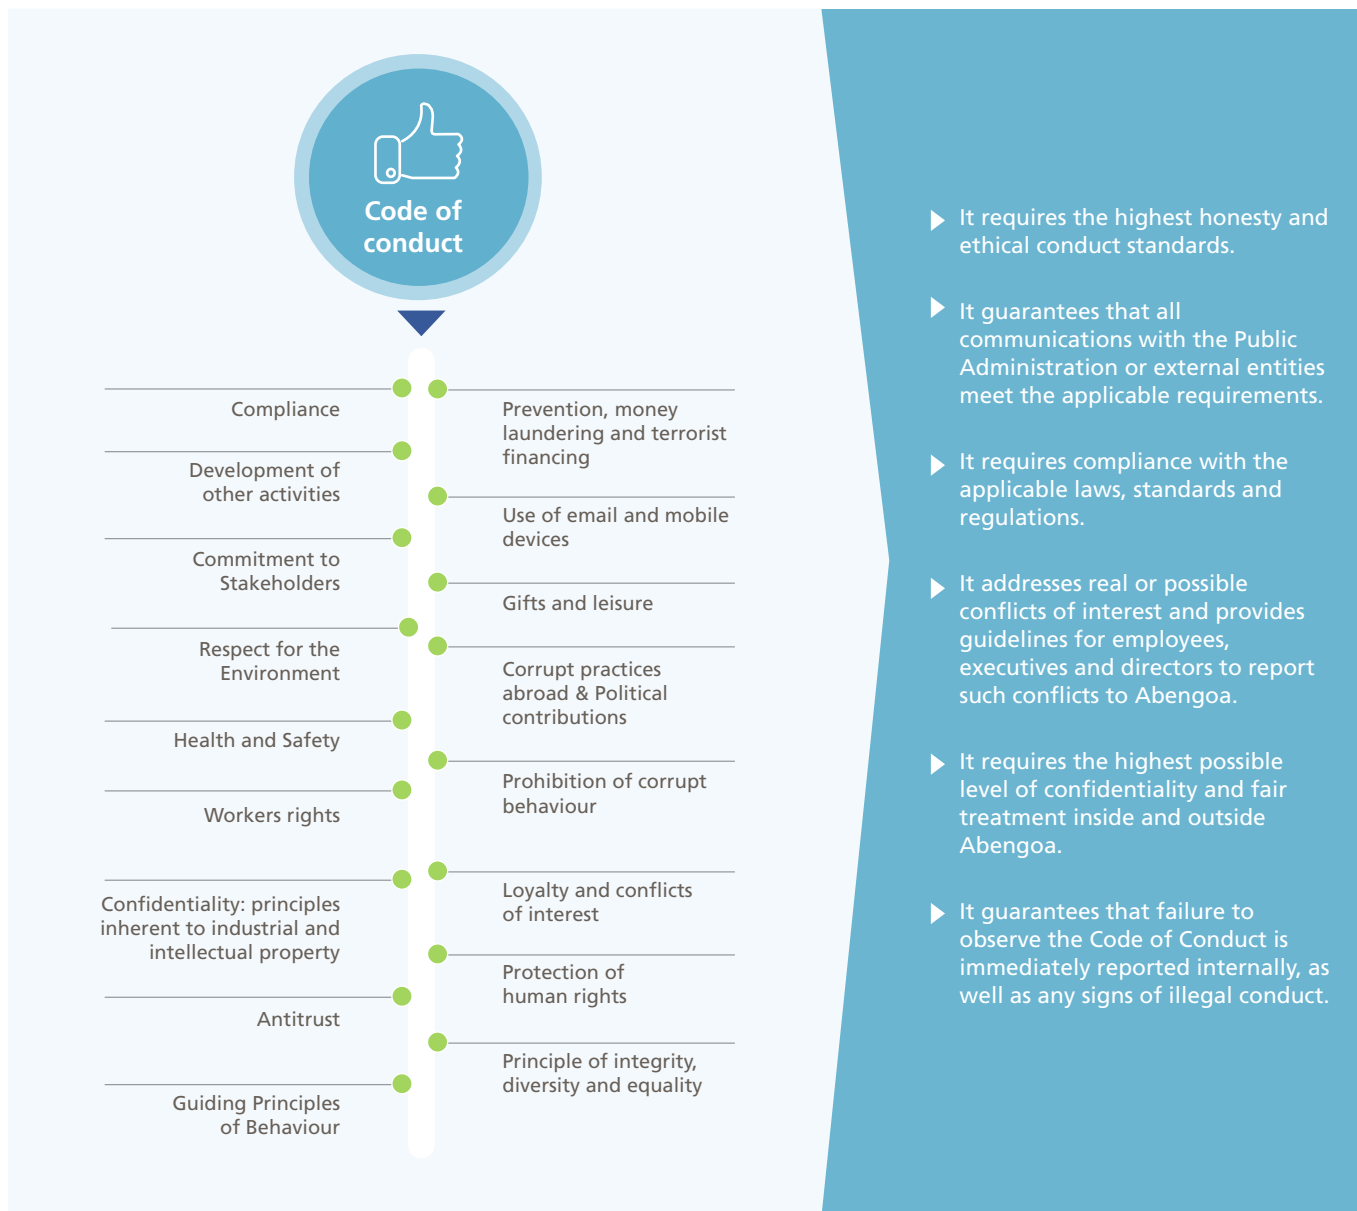 Code of
conduct
Compliance
Development of
other activities
Commitment to
Stakeholders
Respect for the
Environment
Health and Safety
Workers rights
Confidentiality: principles
inherent to industrial and
intellectual property
Antitrust
Guiding Principles
of Behaviour
Prevention, money
laundering and terrorist
financing
Use of email and mobile
devices
Gifts and leisure
Corrupt practices
abroad & Political
contributions
Prohibition of corrupt
behaviour
Loyalty and conflicts
of interest
Protection of
human rights
Principle of integrity,
diversity and equality
It requires the highest honesty and
ethical conduct standards.
It guarantees that all
communications with the Public
Administration or external entities
meet the applicable requirements.
It requires compliance with the
applicable laws, standards and
regulations.
It addresses real or possible
conflicts of interest and provides
guidelines for employees,
executives and directors to report
such conflicts to Abengoa.
It requires the highest possible
level of confidentiality and fair
treatment inside and outside
Abengoa.
It guarantees that failure to
observe the Code of Conduct is
immediately reported internally, as
well as any signs of illegal conduct.